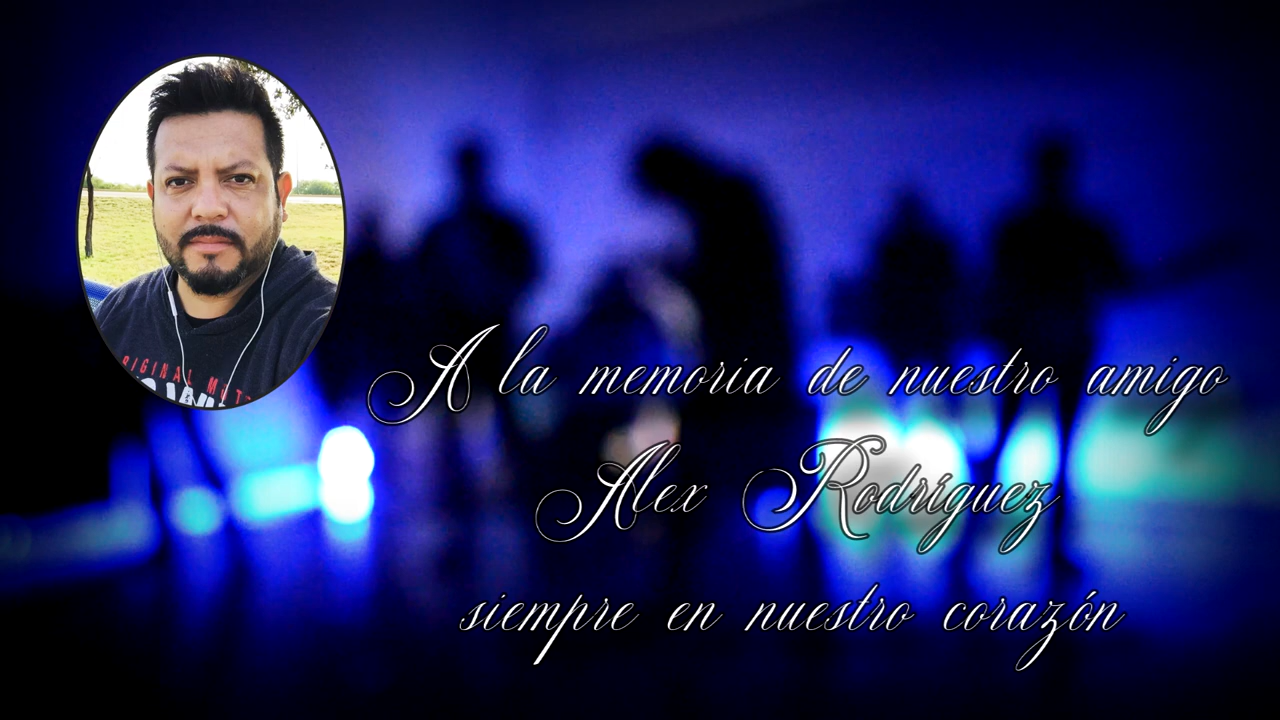 A la memoria de nuestro amigo
Alex Rodríguez
siempre en nuestro corazón